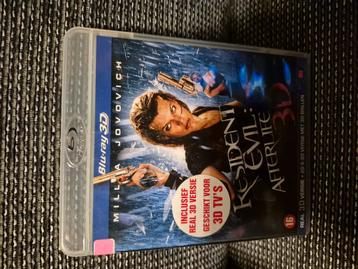 Blu-ray 3D
MILLA JOVOVICH
RESIDENT EVIL
AFTERLIFE
3D
INCLUSIEF
REAL 3D VERSIE
GESCHIKT VOOR
3D TV'S
16